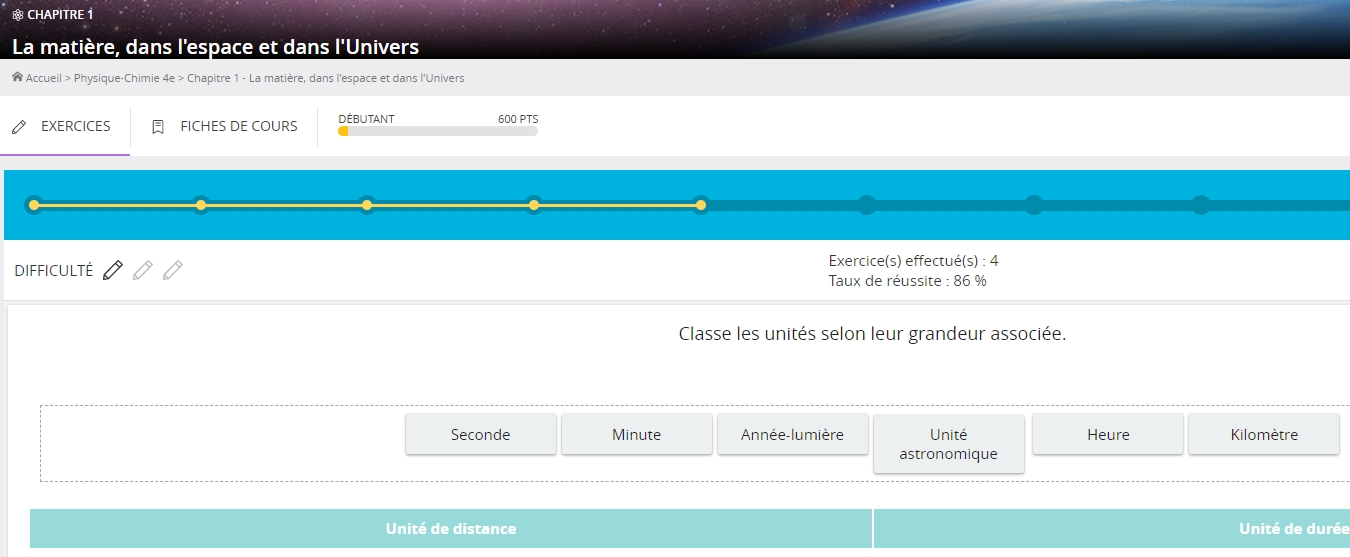 CHAPITRE 1
La matière, dans l'espace et dans l'Univers
Accueil > Physique-Chimie 4e > Chapitre 1 - La matière, dans l'espace et dans l'Univers
EXERCICES
FICHES DE COURS
DÉBUTANT
600 PTS
DIFFICULTÉ
Exercice(s) effectué(s) : 4
Taux de réussite : 86 %
Classe les unités selon leur grandeur associée.
Seconde
Minute
Année-lumière
Unité
astronomique
Heure
Kilomètre
Unité de distance
Unité de durée